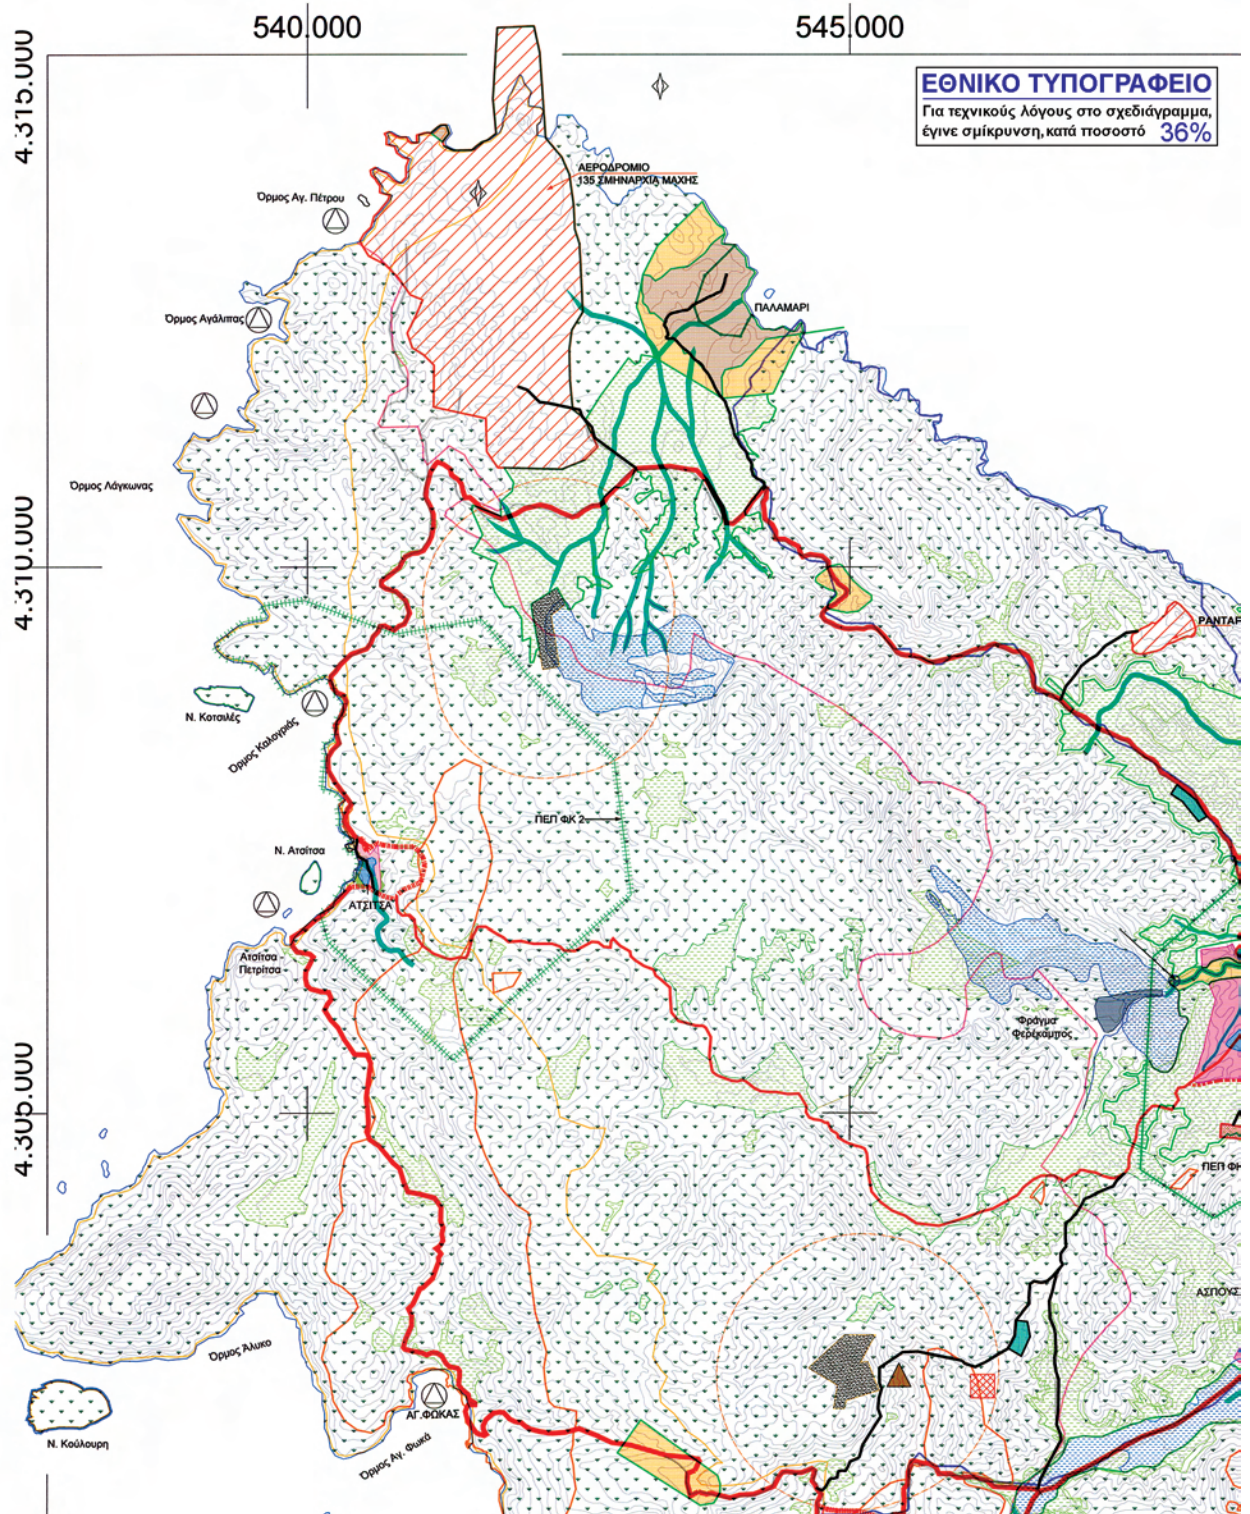 540.000
545.000
4.315.000
ΕΘΝΙΚΟ ΤΥΠΟΓΡΑΦΕΙΟ
Για τεχνικούς λόγους στο σχεδιάγραμμα,
έγινε σμίκρυνση, κατά ποσοστό 36%
ΑΕΡΟΔΡΟΜΙΟ
135 ΣΜΗΝΑΡΧΙΑ ΜΑΧΗΣ
Όρμος Αγ. Πέτρου
ΠΑΛΑΜΑΡΙ
Όρμος Αγάλιπας
Όρμος Λάγκωνας
4.310.000
ΡΑΝΤΑΡ
Ν. Κοτσιλές
Όρμος Καλογριάς
ΠΕΠ ΦΚ 2
Ν. Ατσίτσα
ΑΤΣΙΤΣΑ
Ατσίτσα -
Πετρίτσα
Φράγμα
Φερέκαμπος
4.305.000
ΠΕΠ ΦΚ
ΑΣΠΟΥΣ
Όρμος Άλυκο
ΑΓ.ΦΩΚΑΣ
Ν. Κούλουρη
Όρμος Αγ. Φωκά